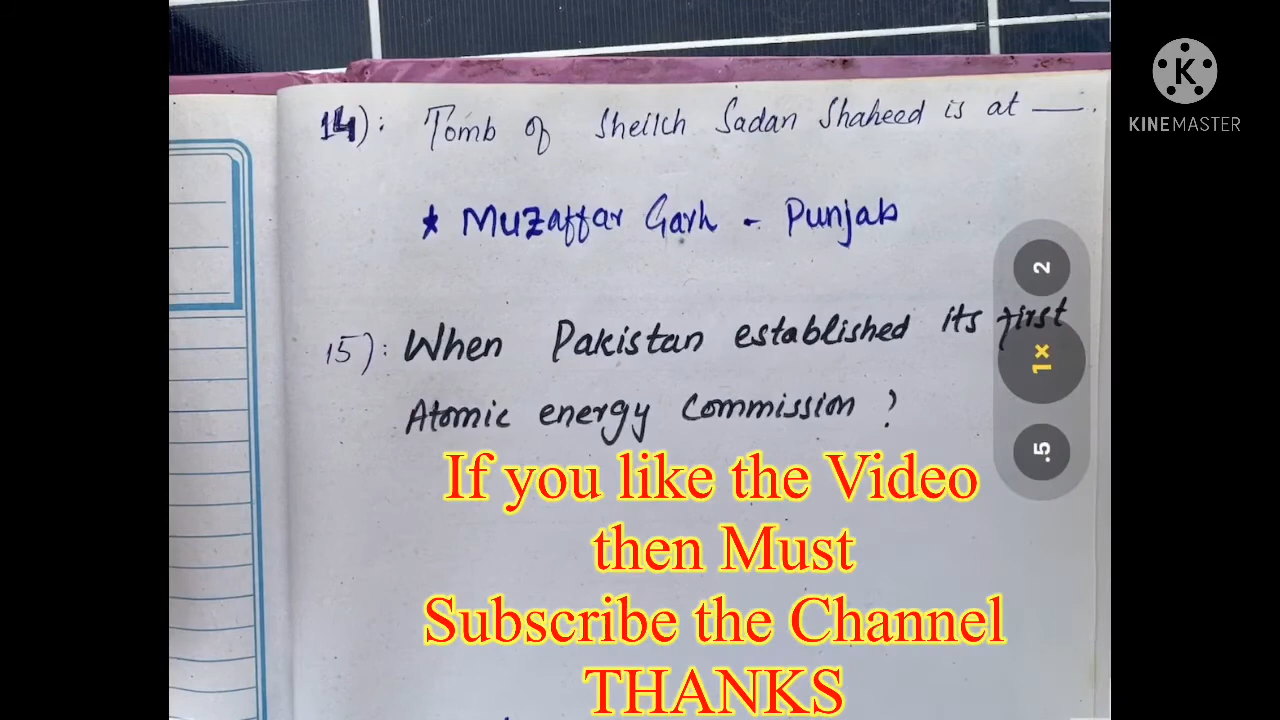 14): Tomb of Sheikh Sadan Shaheed is at —.
* Muzaffar Garh - Punjab
15): When Pakistan established its first
Atomic energy Commission ?
If you like the Video
then Must
Subscribe the Channel
THANKS
K
KINEMASTER
2
1×
.5